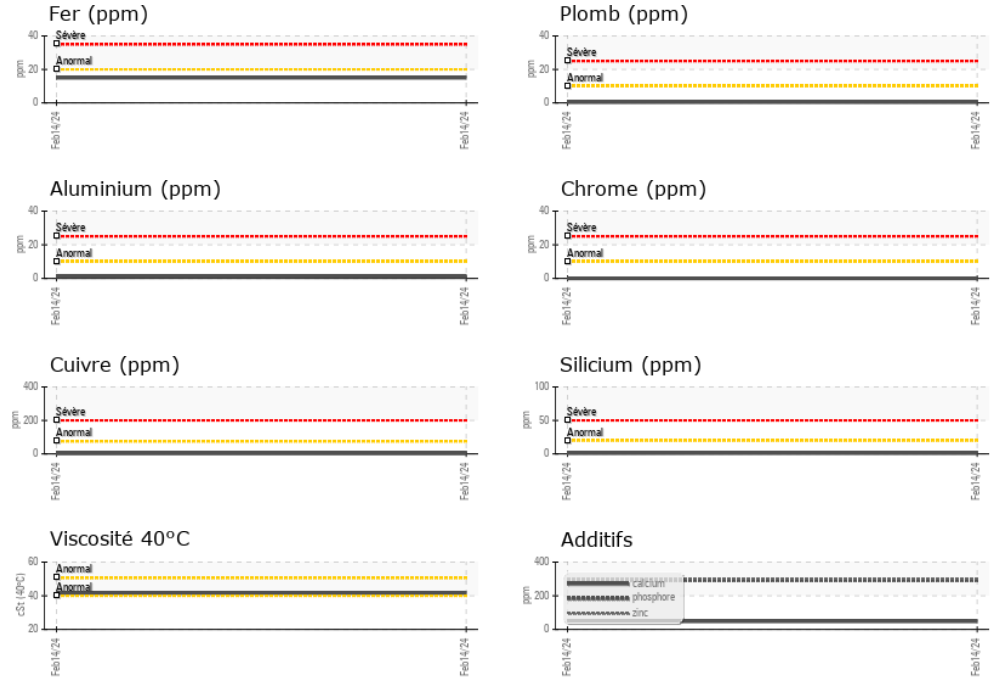 Fer (ppm)
40
20
0
ppm
Sévère
Anormal
Feb14/24
Feb14/24
Plomb (ppm)
40
20
0
ppm
Sévère
Anormal
Feb14/24
Feb14/24
Aluminium (ppm)
40
20
0
ppm
Sévère
Anormal
Feb14/24
Feb14/24
Chrome (ppm)
40
20
0
ppm
Sévère
Anormal
Feb14/24
Feb14/24
Cuivre (ppm)
400
200
0
ppm
Sévère
Anormal
Feb14/24
Feb14/24
Silicium (ppm)
100
50
0
ppm
Sévère
Anormal
Feb14/24
Feb14/24
Viscosité 40°C
60
40
20
cSt (40°C)
Anormal
Anormal
Feb14/24
Feb14/24
Additifs
400
200
0
ppm
calcium
phosphore
zinc
Feb14/24
Feb14/24